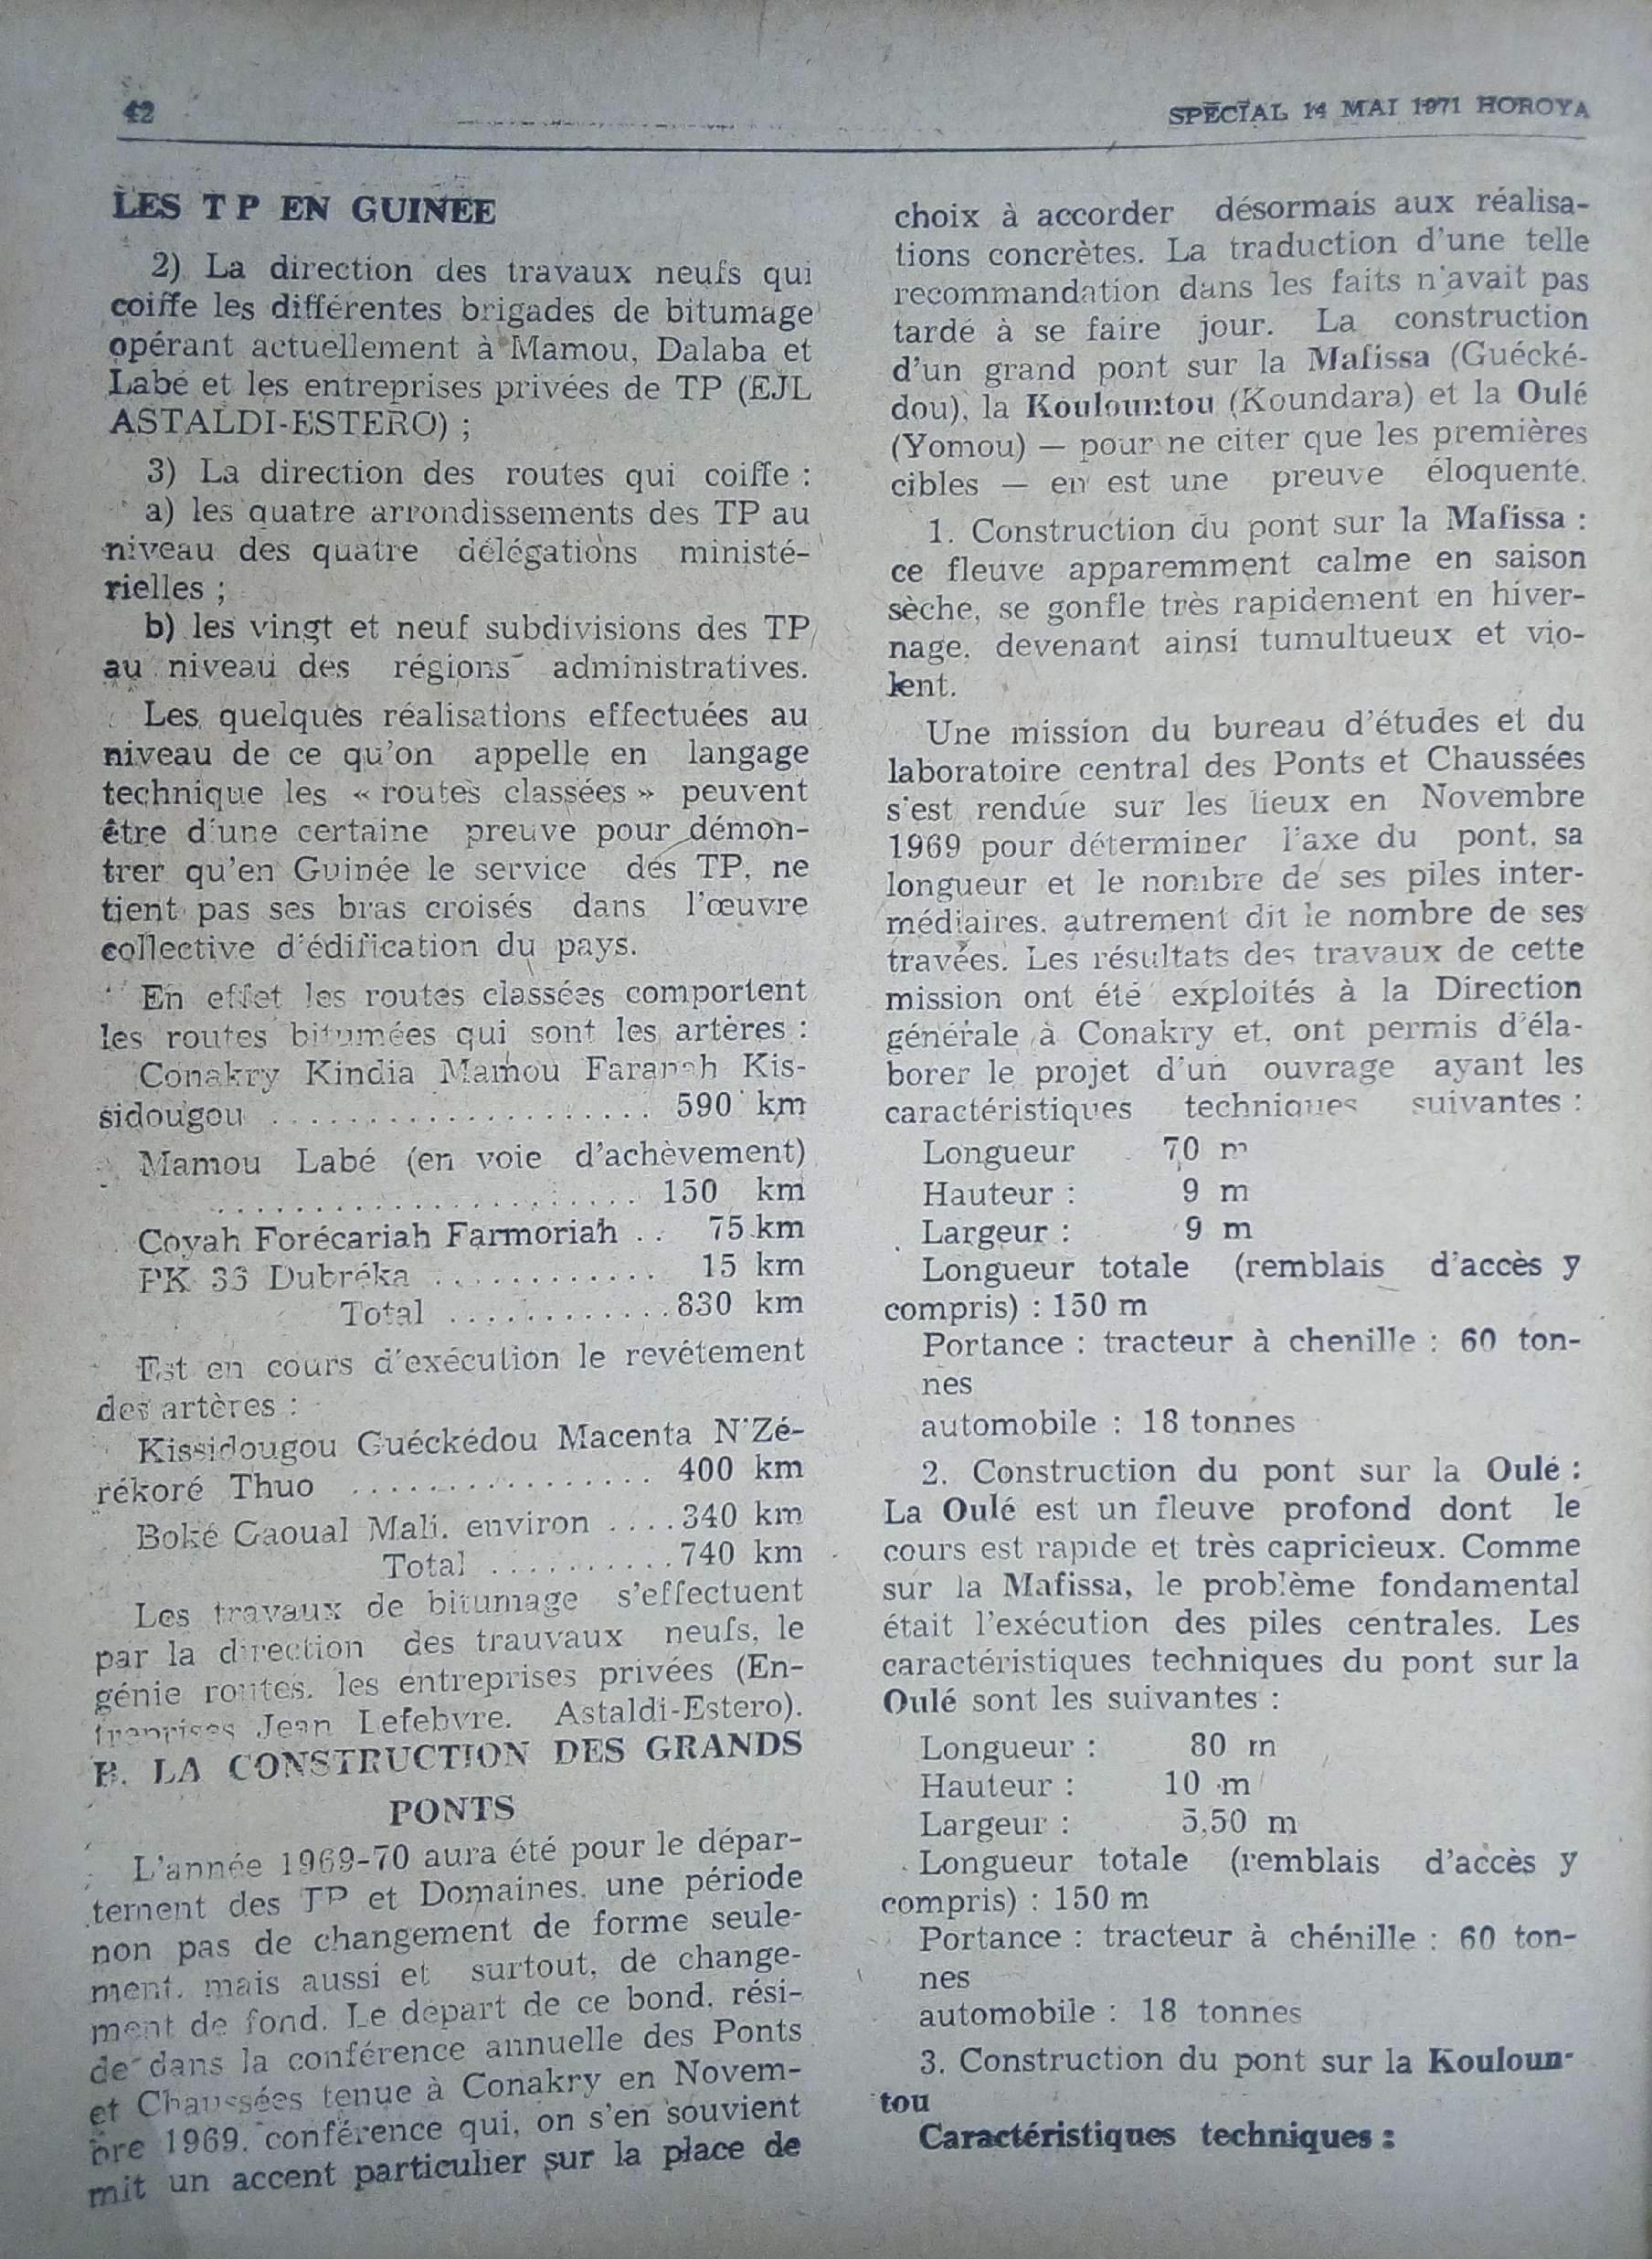 42
SPECIAL 14 MAI 1971 HOROYA
LES T P EN GUINEE
2) La direction des travaux neufs qui
coiffe les différentes brigades de bitumage
opérant actuellement à Mamou, Dalaba et
Labé et les entreprises privées de TP (EJL
ASTALDI-ESTERO) ;
3) La direction des routes qui coiffe :
a) les quatre arrondissements des TP au
niveau des quatre délégations ministé-
rielles ;
b) les vingt et neuf subdivisions des TP
au niveau des régions administratives.
Les quelques réalisations effectuées au
niveau de ce qu'on appelle en langage
technique les « routes classées » peuvent
être d'une certaine preuve pour démon-
trer qu'en Guinée le service des TP, ne
tient pas ses bras croisés dans l'œuvre
collective d'édification du pays.
En effet les routes classées comportent
les routes bitumées qui sont les artères :
Conakry Kindia Mamou Faranah Kis-
sidougou .................... 590 km
Mamou Labé (en voie d'achèvement)
...................... 150 km
Coyah Forécariah Farmoriah .. 75 km
PK 36 Dubréka ............ 15 km
Total ............ 830 km
Est en cours d'exécution le revêtement
des artères :
Kissidougou Guéckédou Macenta N'Zé-
rékoré Thuo ................ 400 km
Boké Gaoual Mali. environ .... 340 km
Total .......... 740 km
Les travaux de bitumage s'effectuent
par la direction des trauvaux neufs, le
génie routes. les entreprises privées (En-
treprises Jean Lefebvre. Astaldi-Estero).
B. LA CONSTRUCTION DES GRANDS
PONTS
L'année 1969-70 aura été pour le dépar-
tement des TP et Domaines, une période
non pas de changement de forme seule-
ment, mais aussi et surtout, de change-
ment de fond. Le départ de ce bond, rési-
de dans la conférence annuelle des Ponts
et Chaussées tenue à Conakry en Novem-
bre 1969, conférence qui, on s'en souvient
mit un accent particulier sur la place de
choix à accorder désormais aux réalisa-
tions concrètes. La traduction d'une telle
recommandation dans les faits n'avait pas
tardé à se faire jour. La construction
d'un grand pont sur la Mafissa (Guécké-
dou), la Koulountou (Koundara) et la Oulé
(Yomou) — pour ne citer que les premières
cibles — en est une preuve éloquente.
1. Construction du pont sur la Mafissa :
ce fleuve apparemment calme en saison
sèche, se gonfle très rapidement en hiver-
nage, devenant ainsi tumultueux et vio-
lent.
Une mission du bureau d'études et du
laboratoire central des Ponts et Chaussées
s'est rendue sur les lieux en Novembre
1969 pour déterminer l'axe du pont, sa
longueur et le nombre de ses piles inter-
médiaires, autrement dit le nombre de ses
travées. Les résultats des travaux de cette
mission ont été exploités à la Direction
générale à Conakry et, ont permis d'éla-
borer le projet d'un ouvrage ayant les
caractéristiques techniques suivantes :
Longueur 70 m
Hauteur : 9 m
Largeur : 9 m
Longueur totale (remblais d'accès y
compris) : 150 m
Portance : tracteur à chenille : 60 ton-
nes
automobile : 18 tonnes
2. Construction du pont sur la Oulé :
La Oulé est un fleuve profond dont le
cours est rapide et très capricieux. Comme
sur la Mafissa, le problème fondamental
était l'exécution des piles centrales. Les
caractéristiques techniques du pont sur la
Oulé sont les suivantes :
Longueur : 80 m
Hauteur : 10 m
Largeur : 5,50 m
Longueur totale (remblais d'accès y
compris) : 150 m
Portance : tracteur à chénille : 60 ton-
nes
automobile : 18 tonnes
3. Construction du pont sur la Kouloun-
tou
Caractéristiques techniques :